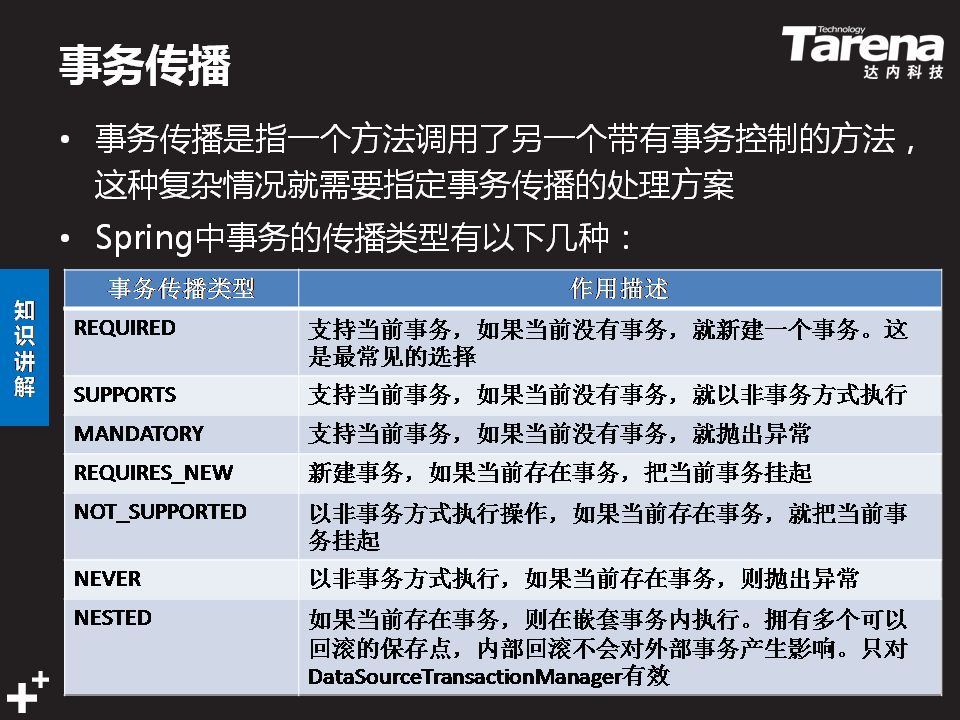 事务传播
Technology
Tarena
达内科技
• 事务传播是指一个方法调用了另一个带有事务控制的方法，
这种复杂情况就需要指定事务传播的处理方案
• Spring中事务的传播类型有以下几种：
知识讲解
事务传播类型 作用描述
REQUIRED 支持当前事务，如果当前没有事务，就新建一个事务。这
是最常见的选择
SUPPORTS 支持当前事务，如果当前没有事务，就以非事务方式执行
MANDATORY 支持当前事务，如果当前没有事务，就抛出异常
REQUIRES_NEW 新建事务，如果当前存在事务，把当前事务挂起
NOT_SUPPORTED 以非事务方式执行操作，如果当前存在事务，就把当前事
务挂起
NEVER 以非事务方式执行，如果当前存在事务，则抛出异常
NESTED 如果当前存在事务，则在嵌套事务内执行。拥有多个可以
回滚的保存点，内部回滚不会对外部事务产生影响。只对
DataSourceTransactionManager有效